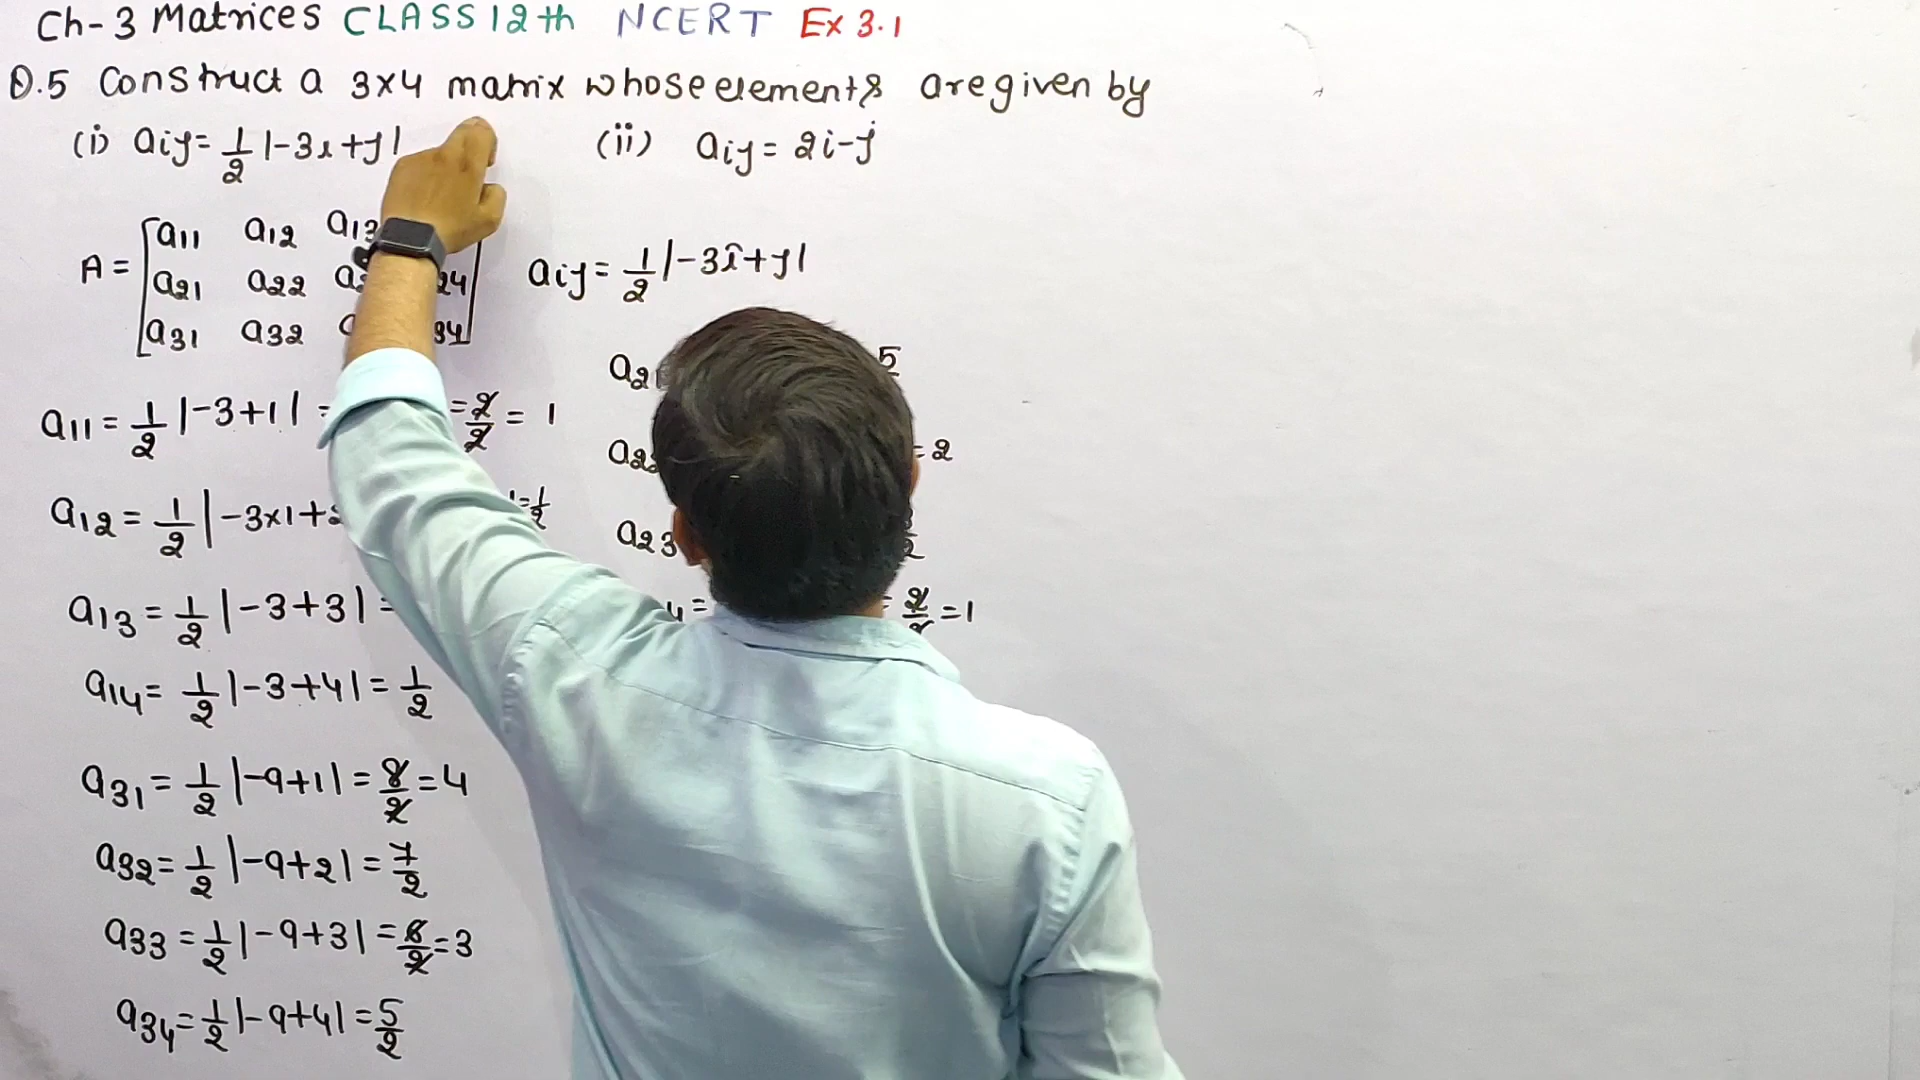 Ch-3 Matrices CLASS 12th NCERT Ex 3.1
Q.5 Construct a 3x4 matrix whose elements are given by
(i) aij = 1/2 |-3i+j| (ii) aij = 2i-j
A = [a11 a12 a13
a21 a22 24
a31 a32 34]
aij = 1/2 |-3i+j|
a11 = 1/2 |-3+1| = = 2/2 = 1
a12 = 1/2 |-3x1+ = 1/2
a13 = 1/2 |-3+3| =
a14 = 1/2 |-3+4| = 1/2
a31 = 1/2 |-9+1| = 8/2 = 4
a32 = 1/2 |-9+2| = 7/2
a33 = 1/2 |-9+3| = 6/2 = 3
a34 = 1/2 |-9+4| = 5/2
a21 5
a22 = 2
a23 2
4 = = 2/2 = 1